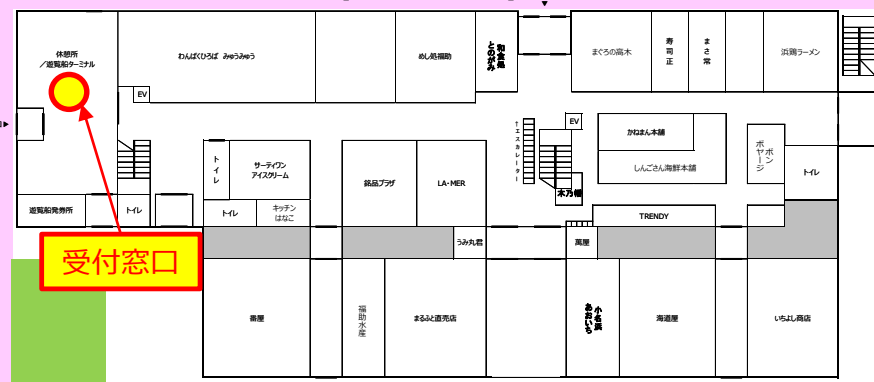 休憩所
／遊覧船ターミナル
わんぱくひろば みゅうみゅう
めし処福助
和食処
とのがみ
まぐろの高木
寿司正
まさ常
浜鶏ラーメン
EV
EV
↑エスカレーター
かねまん本舗
しんごさん海鮮本舗
ボン
ボヤージ
トイレ
トイレ
サーティワン
アイスクリーム
銘品プラザ
LA-MER
木乃幡
遊覧船発券所
トイレ
トイレ
キッチン
はなこ
TRENDY
うみ丸君
萬屋
受付窓口
番屋
福助水産
まるふと直売店
小名浜
あおいち
海道屋
いちよし商店